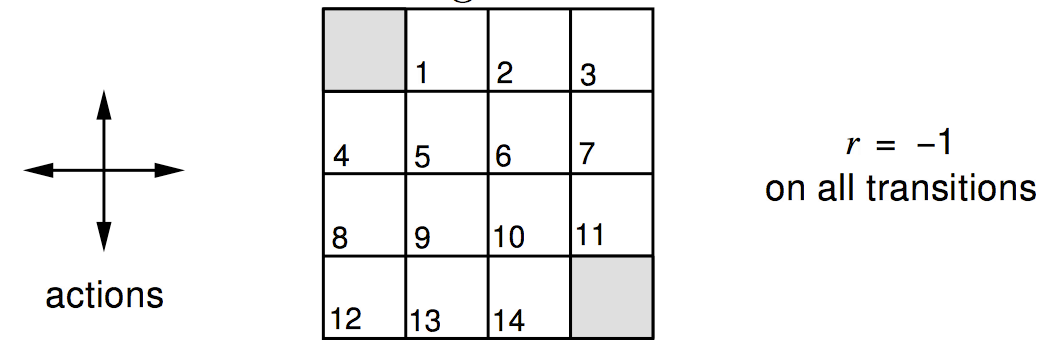 1 2 3
4 5 6 7
8 9 10 11
12 13 14
actions
r = −1
on all transitions